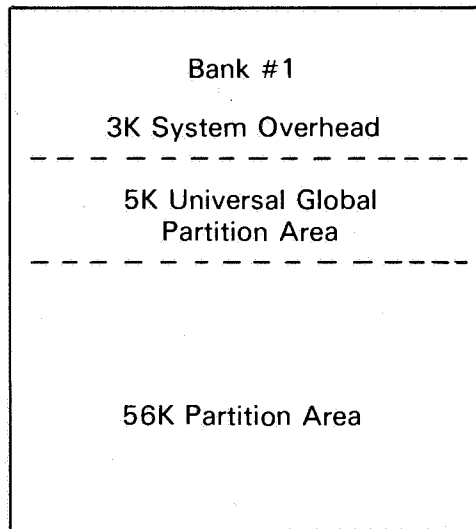 Bank #1
3K System Overhead
5K Universal Global
Partition Area
56K Partition Area